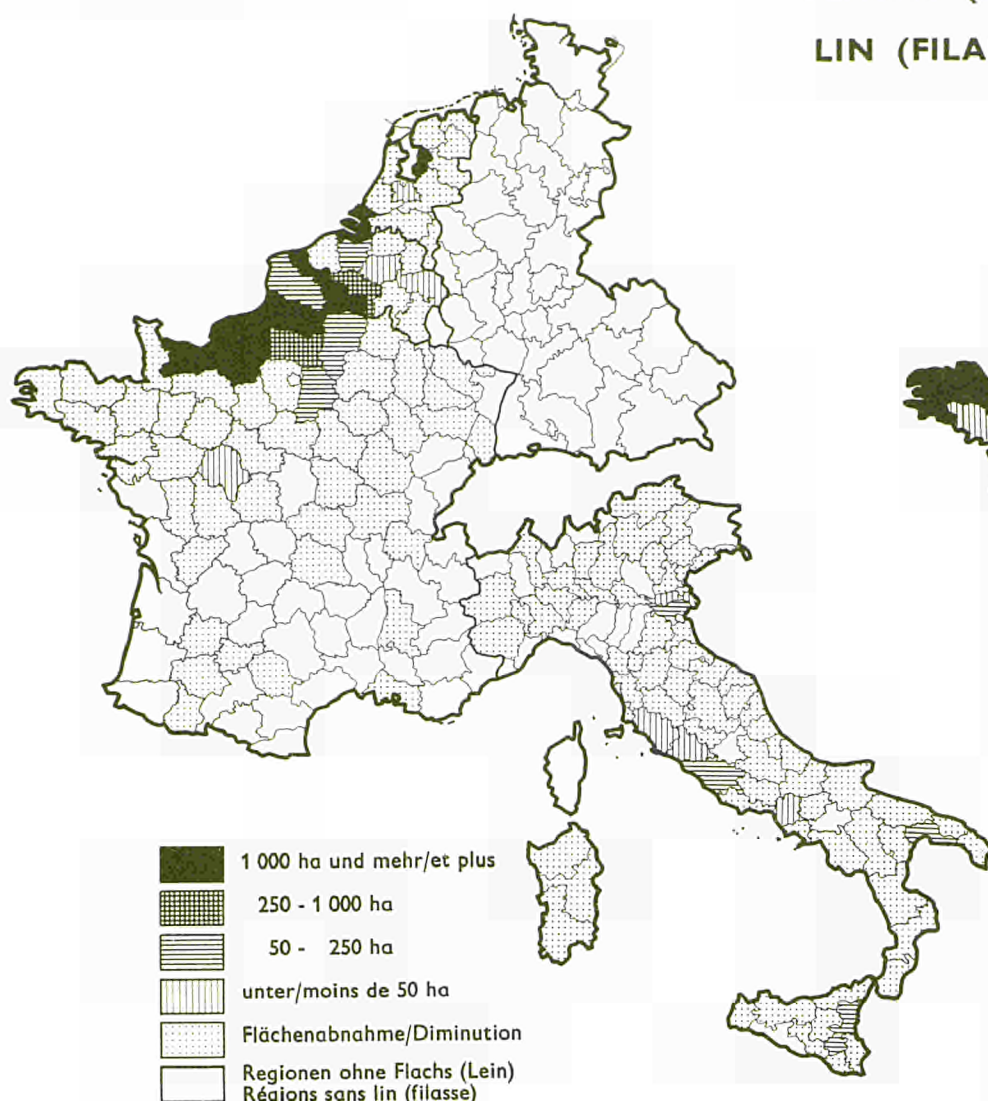 LIN (FILA
1 000 ha und mehr/et plus
250 - 1 000 ha
50 - 250 ha
unter/moins de 50 ha
Flächenabnahme/Diminution
Regionen ohne Flachs (Lein)
Régions sans lin (filasse)